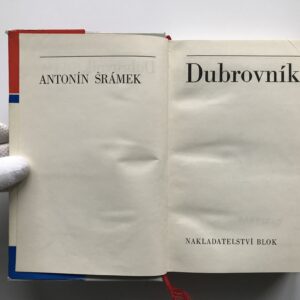 ANTONÍN ŠRÁMEK
Dubrovník
NAKLADATELSTVÍ BLOK